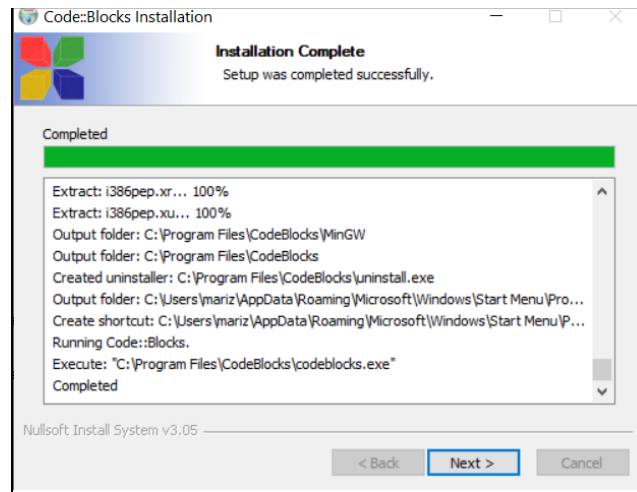 Code::Blocks Installation
Installation Complete
Setup was completed successfully.
Completed
Extract: i386pep.xr... 100%
Extract: i386pep.xu... 100%
Output folder: C:\Program Files\CodeBlocks\MinGW
Output folder: C:\Program Files\CodeBlocks
Created uninstaller: C:\Program Files\CodeBlocks\uninstall.exe
Output folder: C:\Users\mariz\AppData\Roaming\Microsoft\Windows\Start Menu\Pro...
Create shortcut: C:\Users\mariz\AppData\Roaming\Microsoft\Windows\Start Menu\P...
Running Code::Blocks.
Execute: "C:\Program Files\CodeBlocks\codeblocks.exe"
Completed
Nullsoft Install System v3.05
< Back Next > Cancel